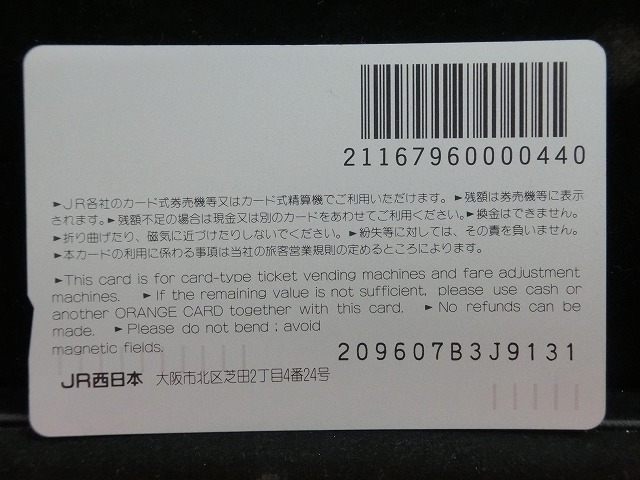 21167960000440
►JR各社のカード式券売機等又はカード式精算機でご利用いただけます。►残額は券売機等に表示
されます。►残額不足の場合は現金又は別のカードをあわせてご利用ください。►換金はできません。
►折り曲げたり、磁気に近づけたりしないでください。►紛失等に対しては、その責を負いません。
►本カードの利用に係わる事項は当社の旅客営業規則の定めるところによります。
►This card is for card-type ticket vending machines and fare adjustment
machines. ►If the remaining value is not sufficient, please use cash or
another ORANGE CARD together with this card. ►No refunds can be
made. ►Please do not bend; avoid
magnetic fields.
209607B3J9131
JR西日本 大阪市北区芝田2丁目4番24号